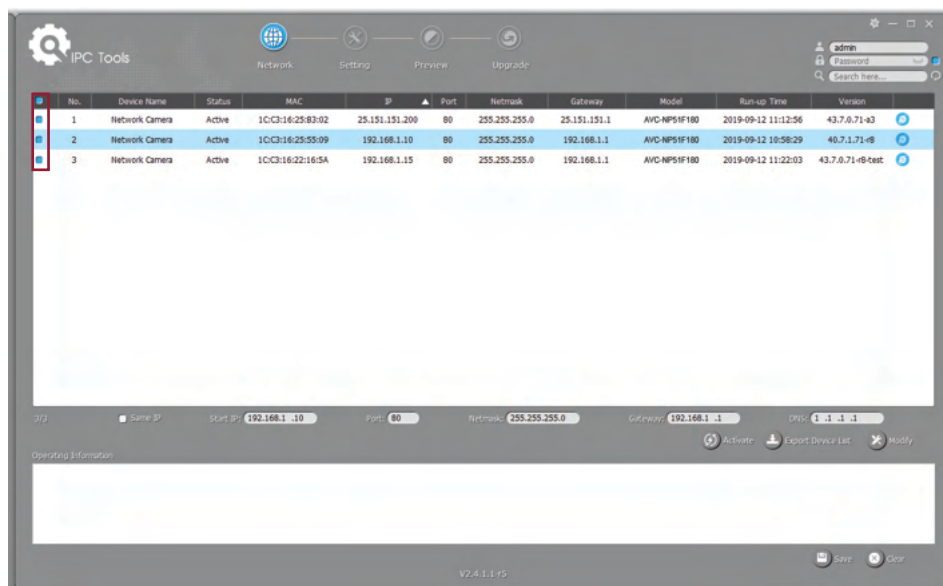 IPC Tools
Network Setting Preview Upgrade
admin
Password
Search here...
No. Device Name Status MAC IP Port Netmask Gateway Model Run-up Time Version
1 Network Camera Active 1C:C3:16:25:B3:02 25.151.151.200 80 255.255.255.0 25.151.151.1 AVC-NP51F180 2019-09-12 11:12:56 43.7.0.71-a3
2 Network Camera Active 1C:C3:16:25:55:09 192.168.1.10 80 255.255.255.0 192.168.1.1 AVC-NP51F180 2019-09-12 10:58:29 40.7.1.71-r8
3 Network Camera Active 1C:C3:16:22:16:5A 192.168.1.15 80 255.255.255.0 192.168.1.1 AVC-NP51F180 2019-09-12 11:22:03 43.7.0.71-r8-test
Same IP Start IP: 192.168.1 .10 Port: 80 Netmask: 255.255.255.0 Gateway: 192.168.1 .1 DNS: 1 .1 .1 .1
Activate Export Device List Modify
Operating Information
Save Clear
V2.4.1.1-r5